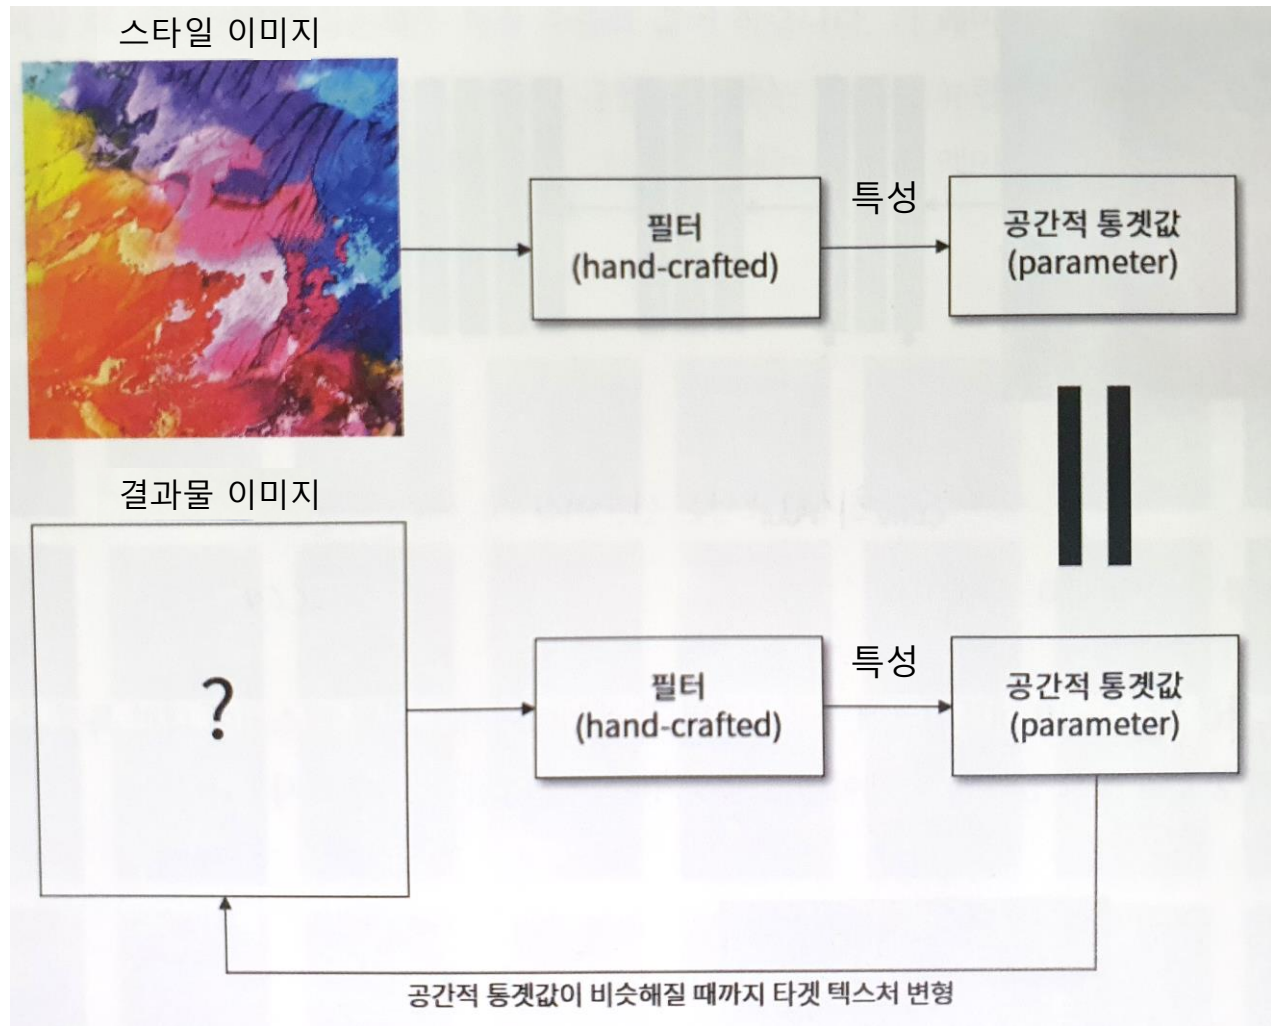 스타일 이미지
필터
(hand-crafted)
특성
공간적 통곗값
(parameter)
결과물 이미지
?
필터
(hand-crafted)
특성
공간적 통곗값
(parameter)
공간적 통곗값이 비슷해질 때까지 타겟 텍스처 변형